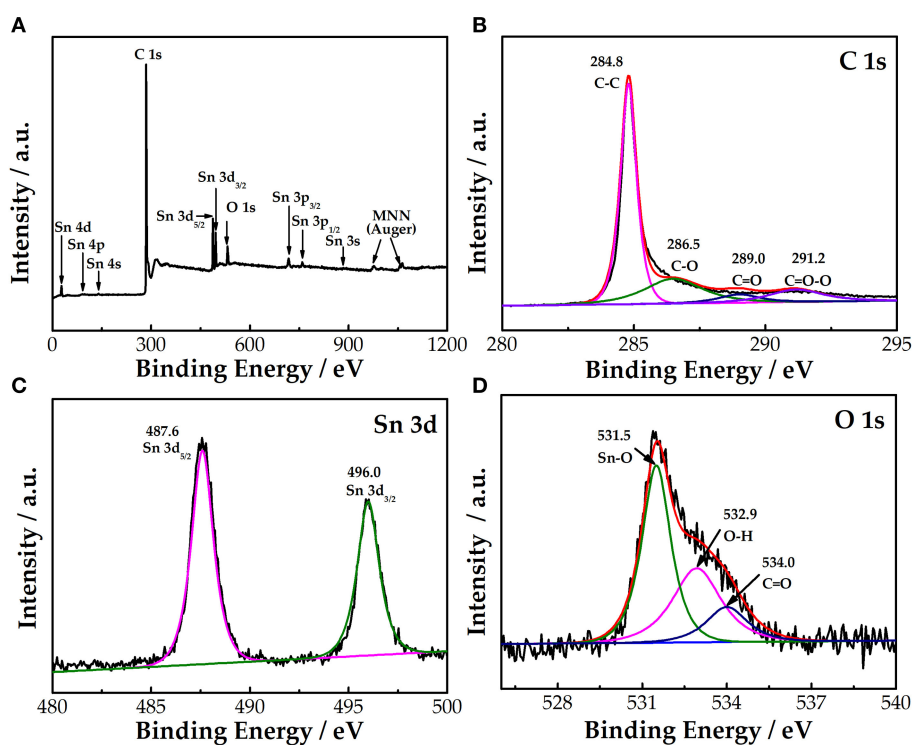 A
C 1s
Sn 3d3/2
Sn 3d5/2
O 1s
Sn 3p3/2
Sn 3p1/2
Sn 3s
MNN
(Auger)
Sn 4d
Sn 4p
Sn 4s
Intensity / a.u.
0 300 600 900 1200
Binding Energy / eV
B
C 1s
284.8
C-C
286.5
C-O
289.0
C=O
291.2
C=O-O
Intensity / a.u.
280 285 290 295
Binding Energy / eV
C
Sn 3d
487.6
Sn 3d5/2
496.0
Sn 3d3/2
Intensity / a.u.
480 485 490 495 500
Binding Energy / eV
D
O 1s
531.5
Sn-O
532.9
O-H
534.0
C=O
Intensity / a.u.
528 531 534 537 540
Binding Energy / eV